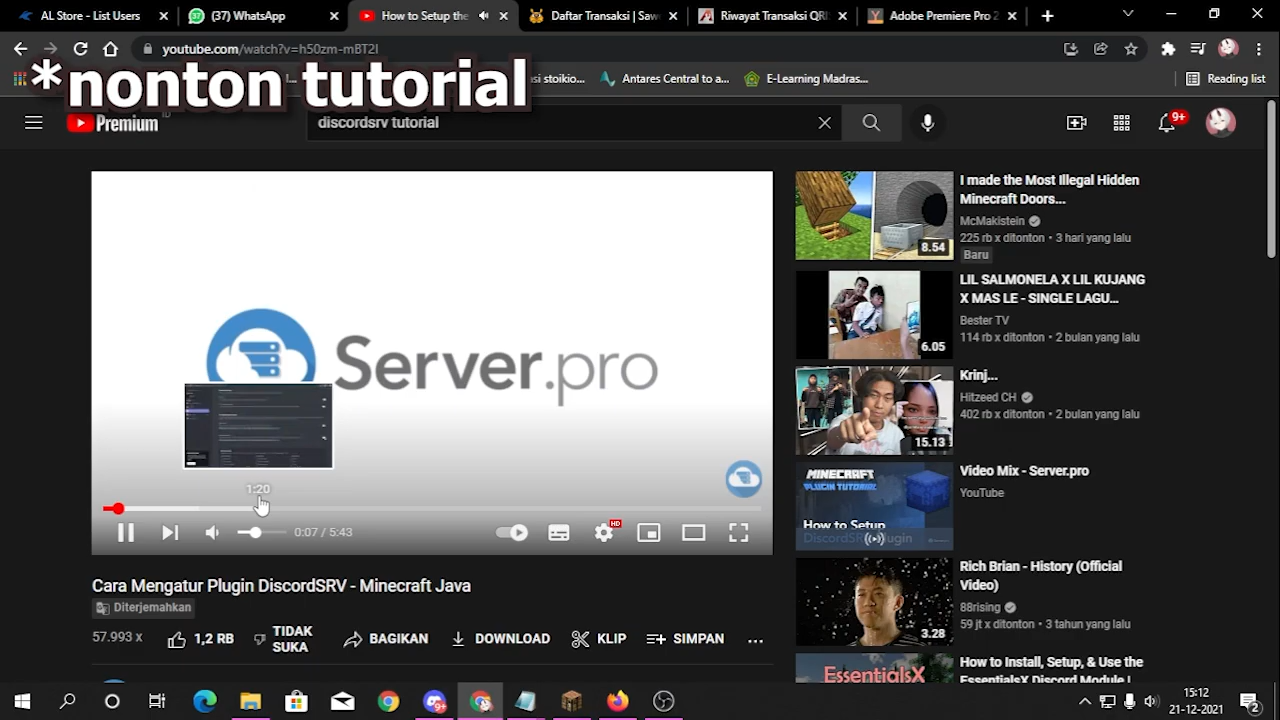 AL Store - List Users
(37) WhatsApp
How to Setup the
Daftar Transaksi | Saw
Riwayat Transaksi QRI
Adobe Premiere Pro 2
youtube.com/watch?v=h50zm-mBT2I
*nonton tutorial
si stoikio...
Antares Central to a...
E-Learning Madras...
Reading list
Premium
ID
discordsrv tutorial
9+
Server.pro
1:20
0:07 / 5:43
HD
Cara Mengatur Plugin DiscordSRV - Minecraft Java
Diterjemahkan
57.993 x
1,2 RB
TIDAK
SUKA
BAGIKAN
DOWNLOAD
KLIP
SIMPAN
8.54
I made the Most Illegal Hidden
Minecraft Doors...
McMakistein
225 rb x ditonton • 3 hari yang lalu
Baru
6.05
LIL SALMONELA X LIL KUJANG
X MAS LE - SINGLE LAGU...
Bester TV
114 rb x ditonton • 2 bulan yang lalu
15.13
Krinj...
Hitzeed CH
402 rb x ditonton • 2 bulan yang lalu
MINECRAFT
PLUGIN TUTORIAL
How to Setup
DiscordSRV Plugin
Video Mix - Server.pro
YouTube
3.28
Rich Brian - History (Official
Video)
88rising
59 jt x ditonton • 3 tahun yang lalu
EssentialsX
How to Install, Setup, & Use the
EssentialsX Discord Module |
9+
15:12
21-12-2021
2